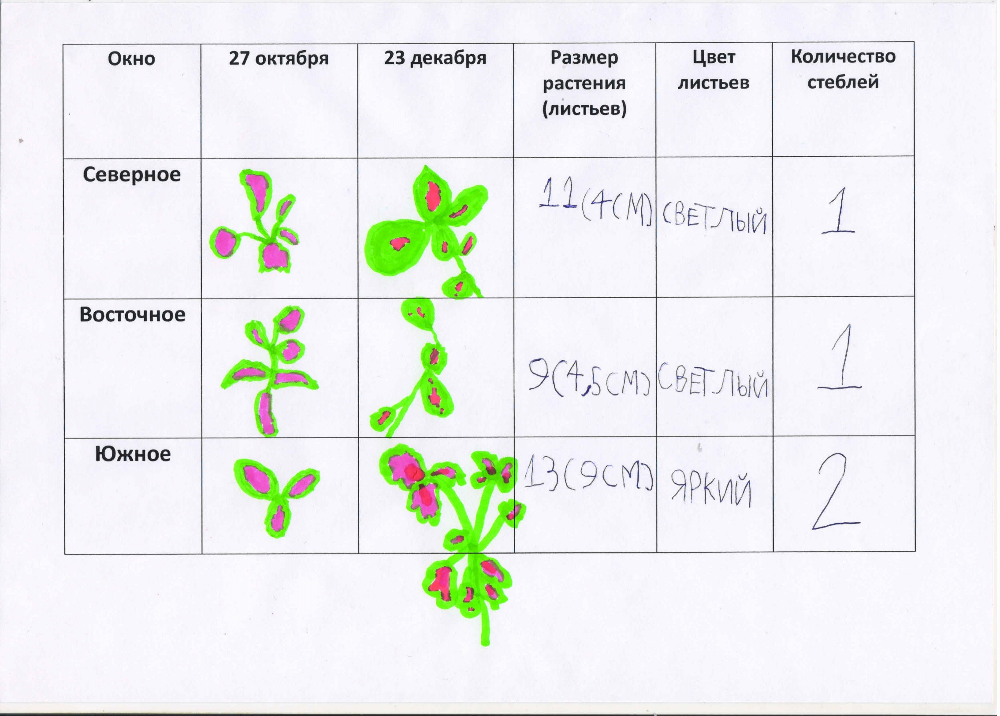 Окно 27 октября 23 декабря Размер Цвет Количество
растения листьев стеблей
(листьев)
Северное 11(4СМ) СВЕТЛЫЙ 1
Восточное 9(4,5СМ) СВЕТЛЫЙ 1
Южное 13(9СМ) ЯРКИЙ 2